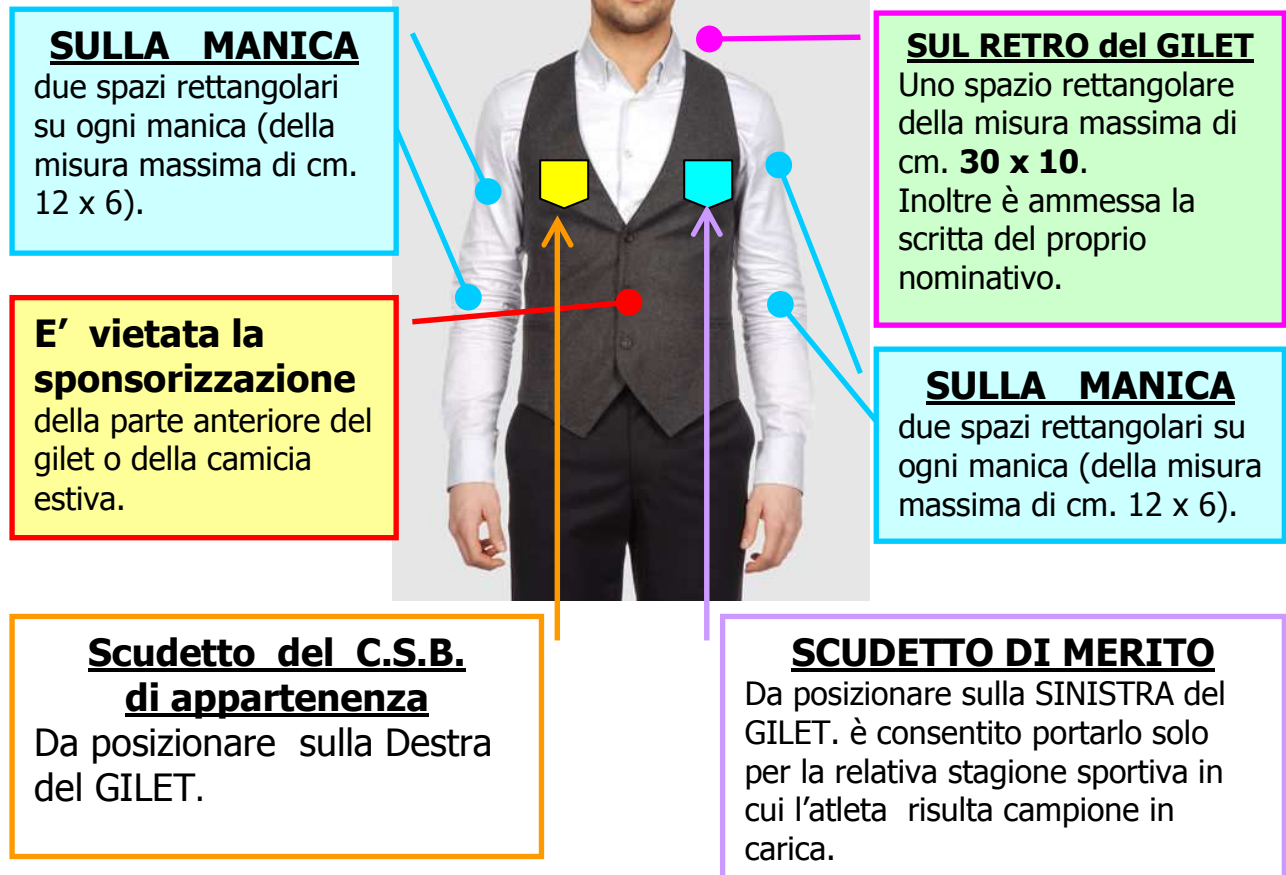 SULLA MANICA
due spazi rettangolari
su ogni manica (della
misura massima di cm.
12 x 6).
E’ vietata la
sponsorizzazione
della parte anteriore del
gilet o della camicia
estiva.
SUL RETRO del GILET
Uno spazio rettangolare
della misura massima di
cm. 30 x 10.
Inoltre è ammessa la
scritta del proprio
nominativo.
SULLA MANICA
due spazi rettangolari su
ogni manica (della misura
massima di cm. 12 x 6).
Scudetto del C.S.B.
di appartenenza
Da posizionare sulla Destra
del GILET.
SCUDETTO DI MERITO
Da posizionare sulla SINISTRA del
GILET. è consentito portarlo solo
per la relativa stagione sportiva in
cui l’atleta risulta campione in
carica.